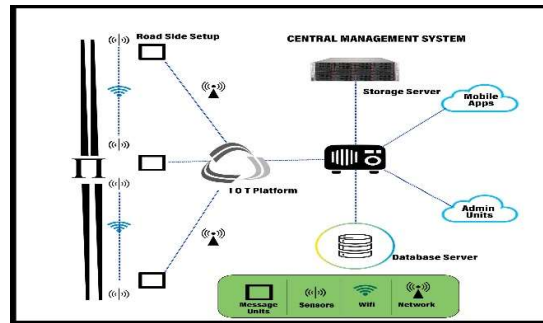 Road Side Setup
CENTRAL MANAGEMENT SYSTEM
Storage Server
Mobile
Apps
I O T Platform
Admin
Units
Database Server
Message
Units
Sensors
Wifi
Network